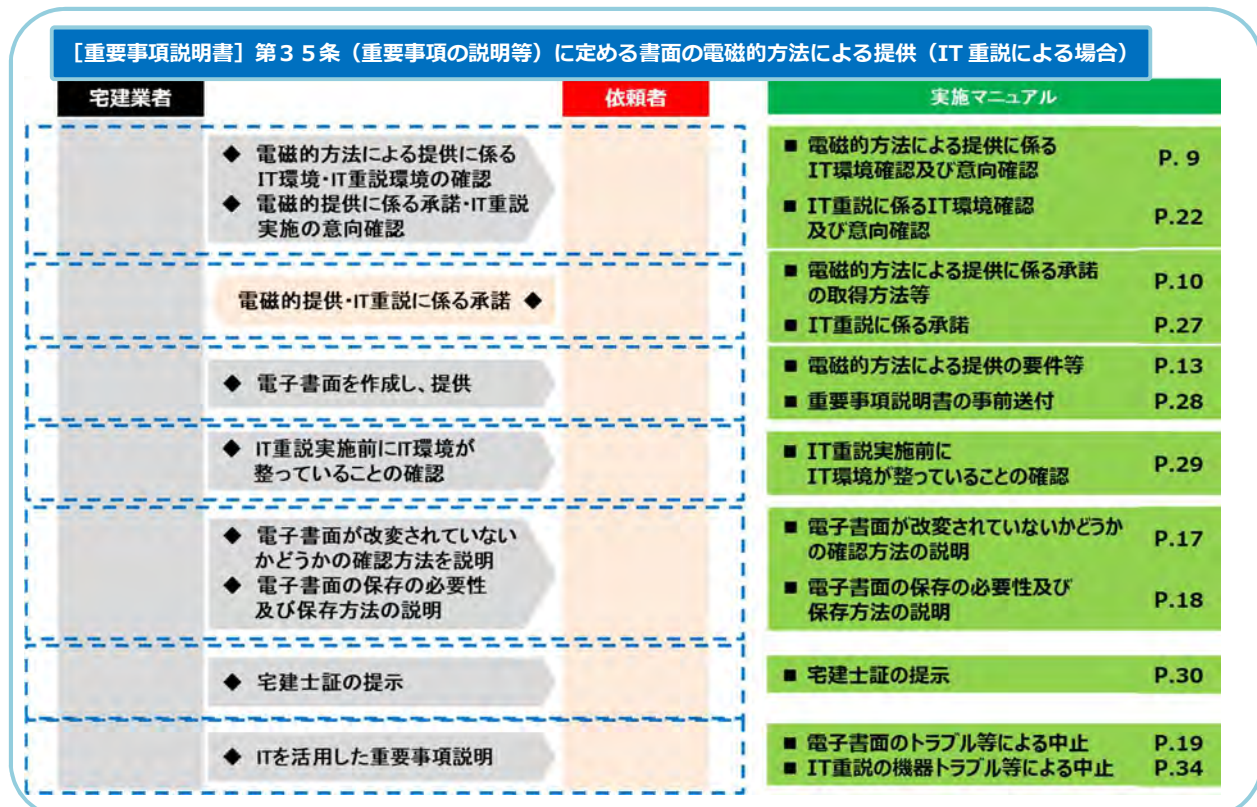 ［重要事項説明書］第３５条（重要事項の説明等）に定める書面の電磁的方法による提供（IT 重説による場合）
宅建業者
依頼者
実施マニュアル
◆ 電磁的方法による提供に係る
IT環境・IT重説環境の確認
◆ 電磁的提供に係る承諾・IT重説
実施の意向確認
■ 電磁的方法による提供に係る
IT環境確認及び意向確認
P. 9
■ IT重説に係るIT環境確認
及び意向確認
P.22
電磁的提供・IT重説に係る承諾 ◆
■ 電磁的方法による提供に係る承諾
の取得方法等
P.10
■ IT重説に係る承諾
P.27
◆ 電子書面を作成し、提供
■ 電磁的方法による提供の要件等
P.13
■ 重要事項説明書の事前送付
P.28
◆ IT重説実施前にIT環境が
整っていることの確認
■ IT重説実施前に
IT環境が整っていることの確認
P.29
◆ 電子書面が改変されていない
かどうかの確認方法を説明
◆ 電子書面の保存の必要性
及び保存方法の説明
■ 電子書面が改変されていないかどうか
の確認方法の説明
P.17
■ 電子書面の保存の必要性及び
保存方法の説明
P.18
◆ 宅建士証の提示
■ 宅建士証の提示
P.30
◆ ITを活用した重要事項説明
■ 電子書面のトラブル等による中止
P.19
■ IT重説の機器トラブル等による中止
P.34